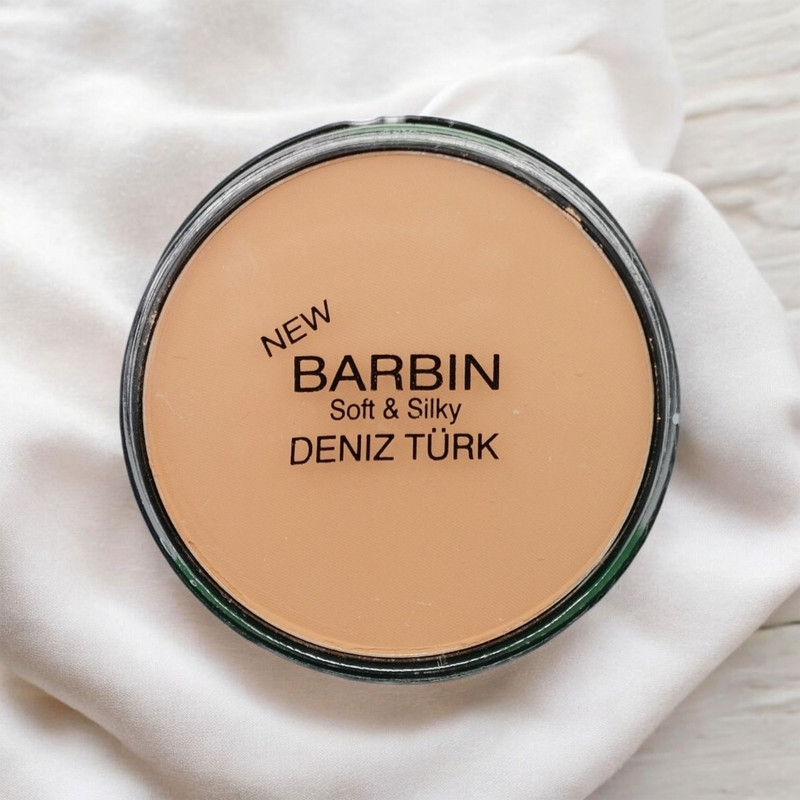 NEW
BARBIN
Soft & Silky
DENIZ TÜRK